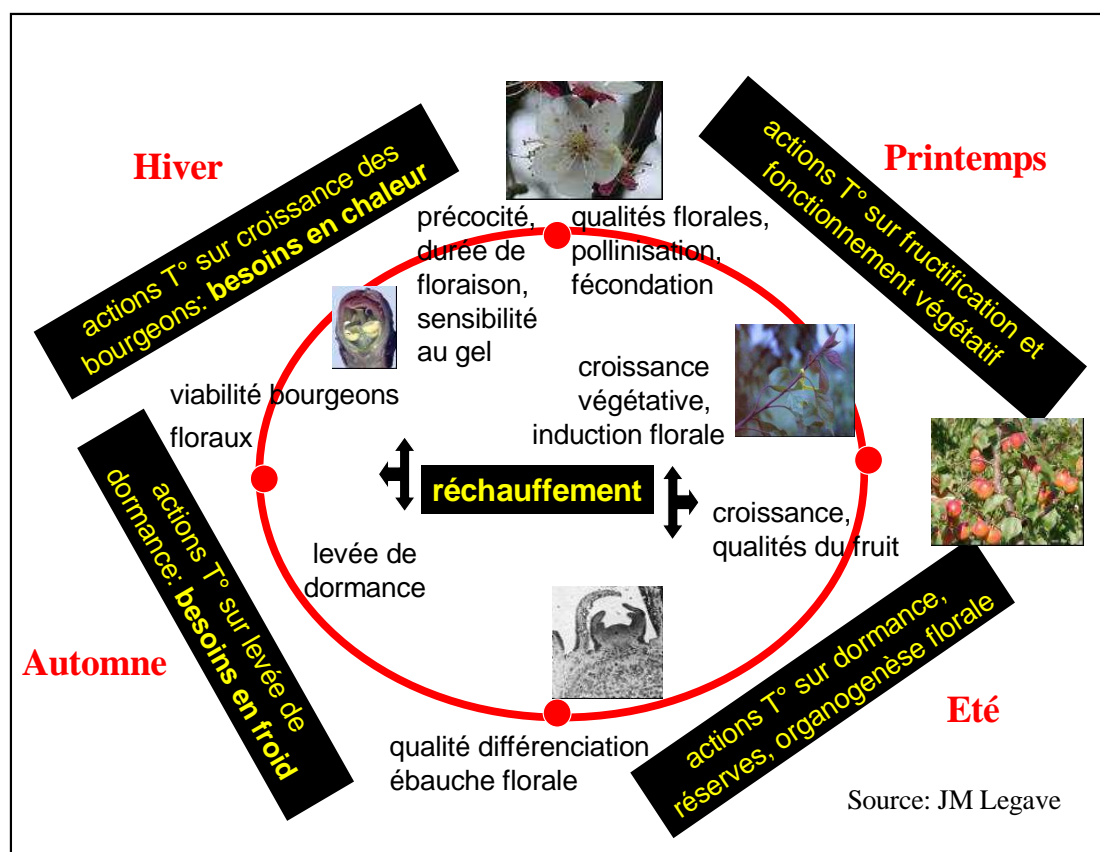 Hiver
Printemps
actions T° sur croissance des
bourgeons: besoins en chaleur
actions T° sur fructification et
fonctionnement végétatif
précocité,
durée de
floraison,
sensibilité
au gel
qualités florales,
pollinisation,
fécondation
croissance
végétative,
induction florale
viabilité bourgeons
floraux
réchauffement
croissance,
qualités du fruit
levée de
dormance
actions T° sur levée de
dormance: besoins en froid
Automne
actions T° sur dormance,
réserves, organogenèse florale
Eté
qualité différenciation
ébauche florale
Source: JM Legave